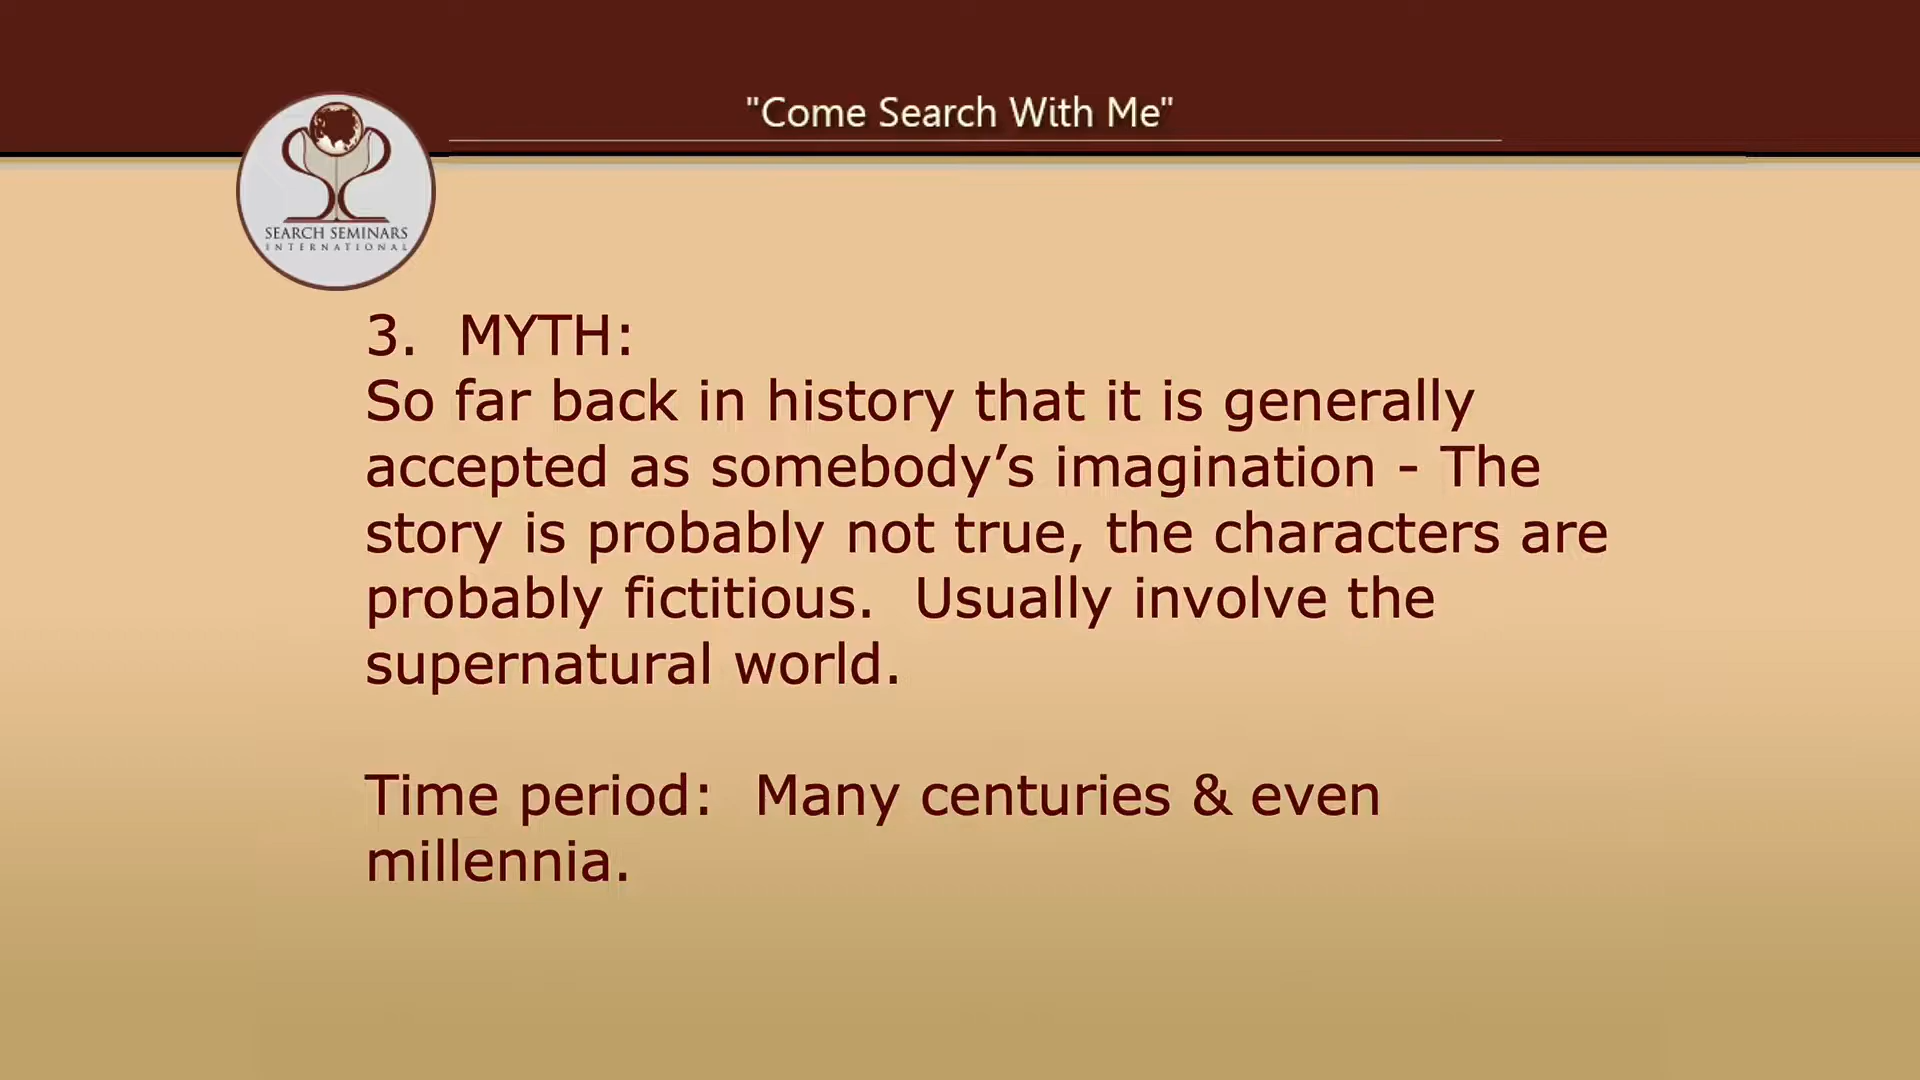 "Come Search With Me"
SEARCH SEMINARS
INTERNATIONAL
3. MYTH:
So far back in history that it is generally
accepted as somebody’s imagination - The
story is probably not true, the characters are
probably fictitious. Usually involve the
supernatural world.
Time period: Many centuries & even
millennia.